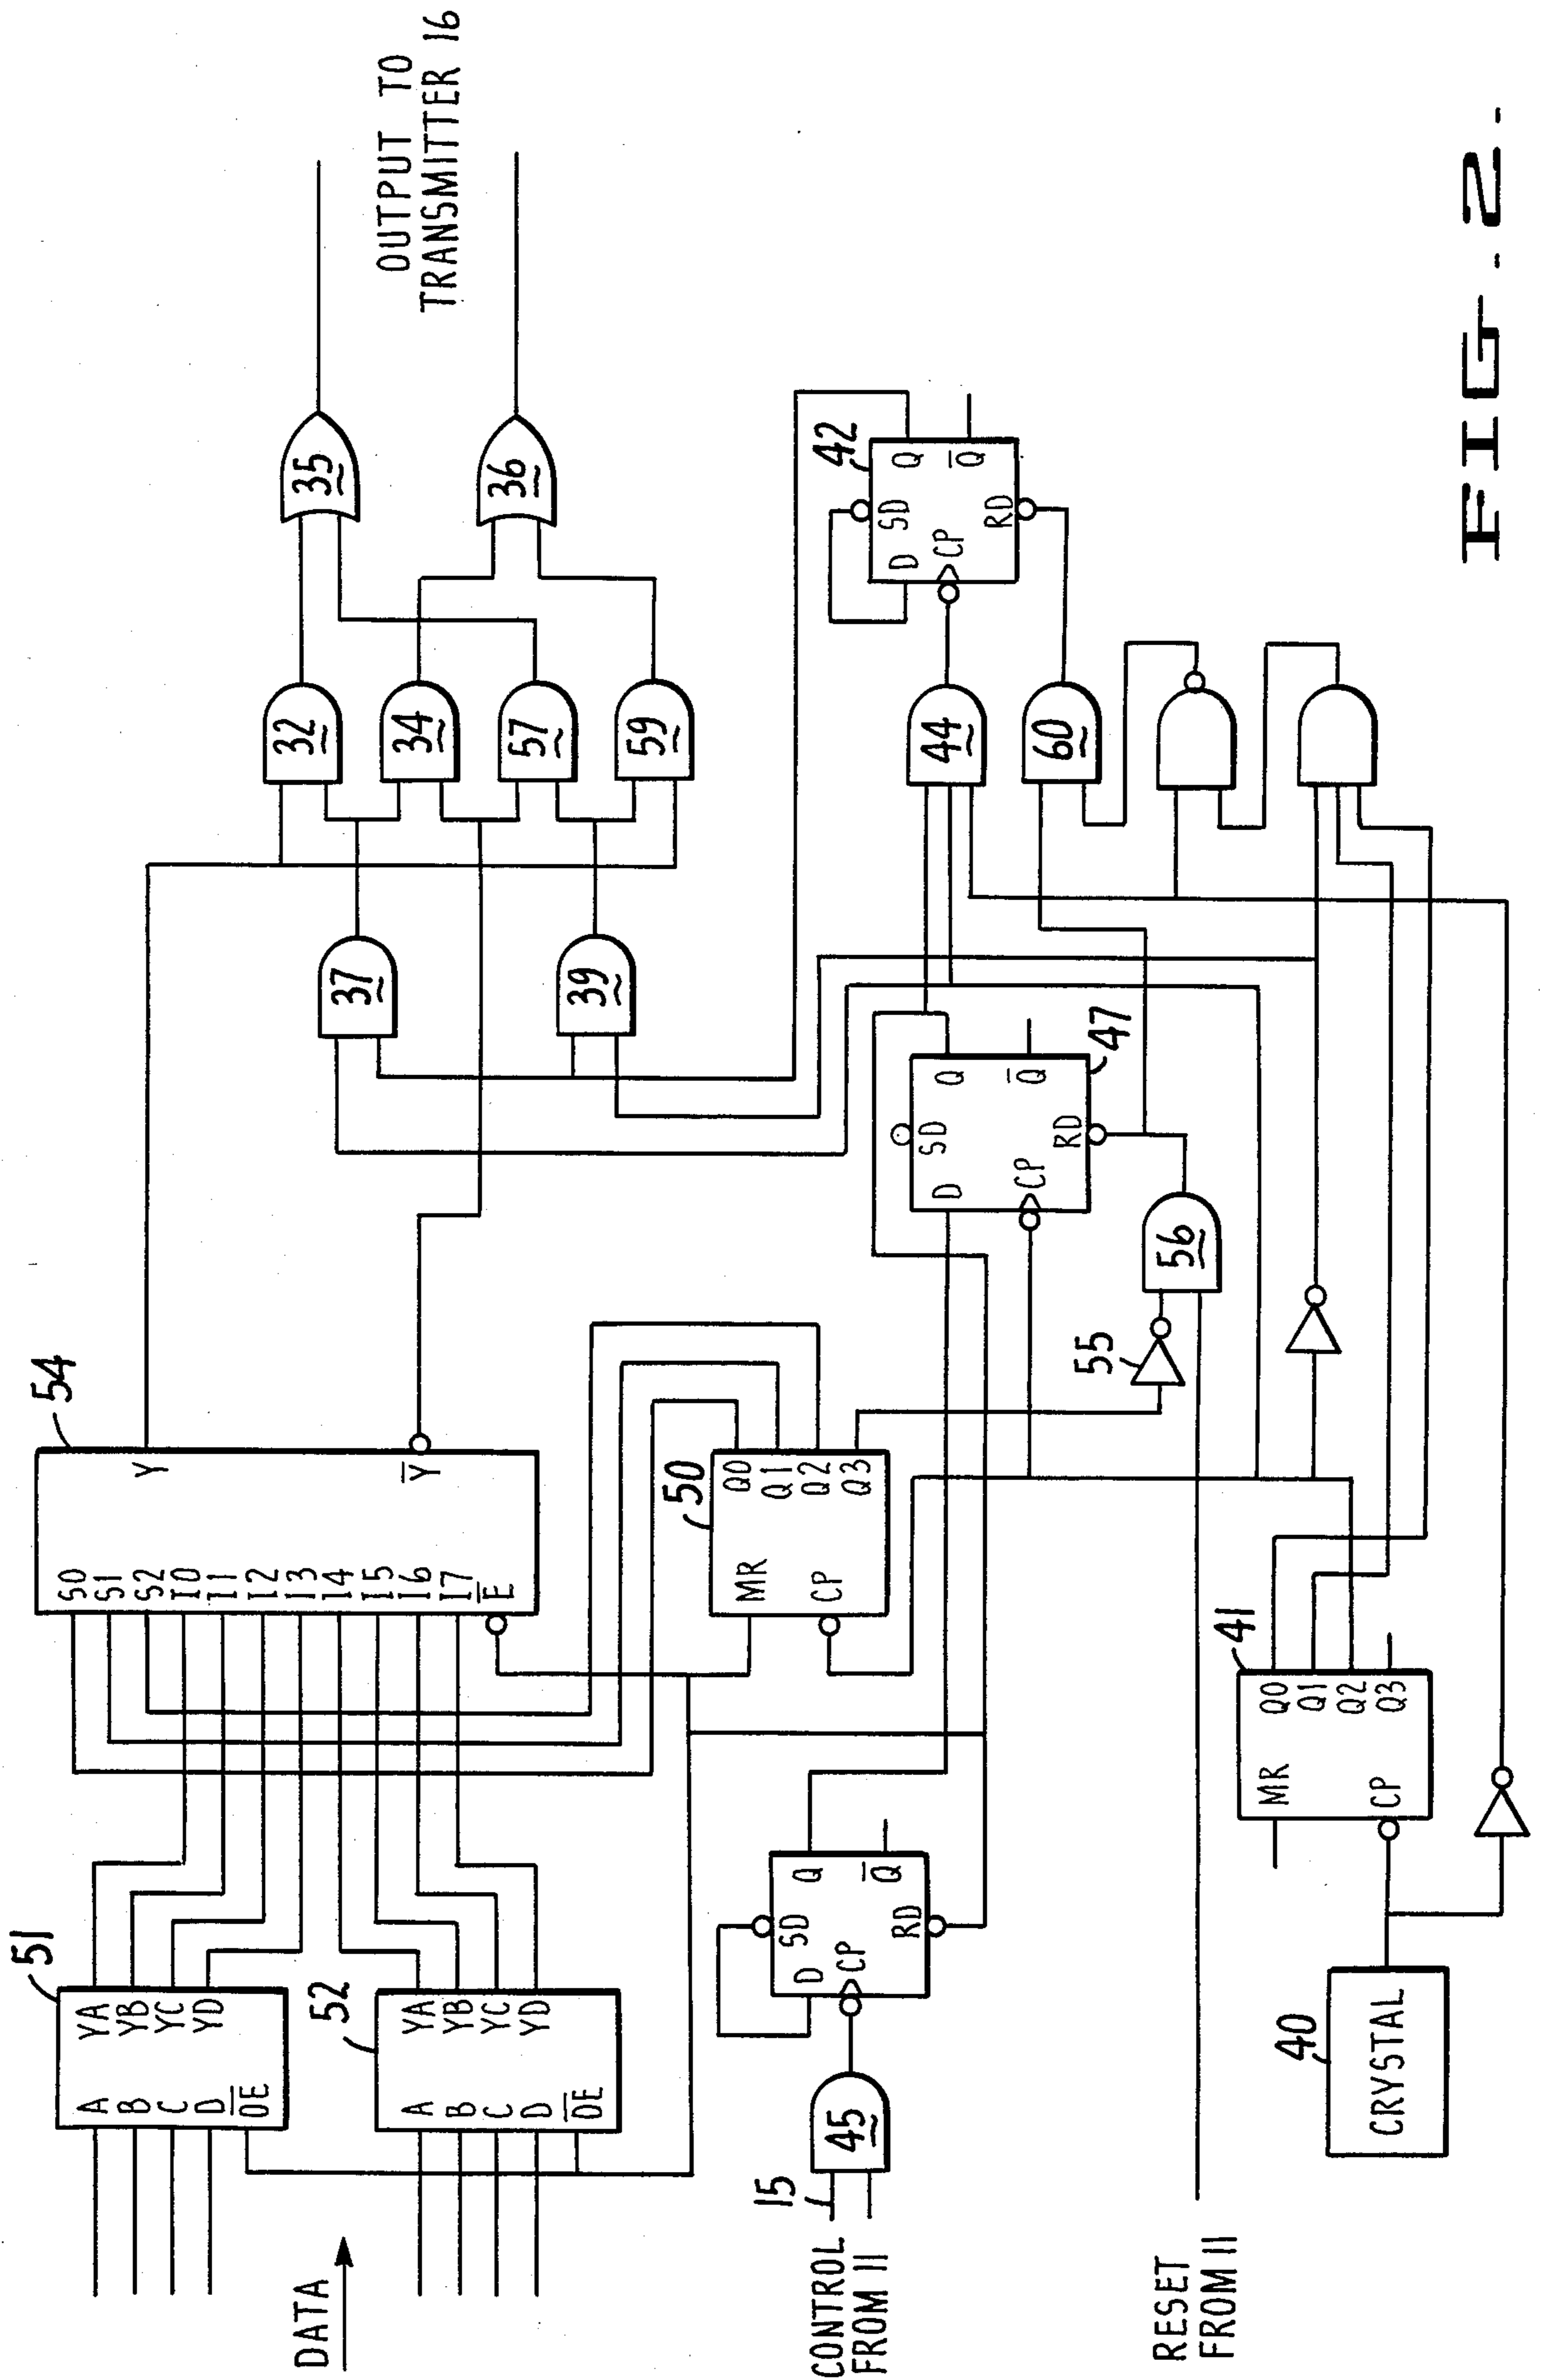 51
A YA
B YB
C YC
D YD
OE
52
A YA
B YB
C YC
D YD
OE
DATA
54
S0
S1
S2
I0
I1
I2
I3
I4
I5
I6
I7
E
Y
Y
32
34
57
59
35
36
37
39
OUTPUT TO
TRANSMITTER 16
50
MR
CP
Q0
Q1
Q2
Q3
15
45
CONTROL
FROM 11
D SD Q
CP
RD Q
47
D SD Q
CP
RD Q
42
D SD Q
CP
RD Q
44
60
55
56
RESET
FROM 11
40
CRYSTAL
41
MR
CP
Q0
Q1
Q2
Q3
FIG. 2.